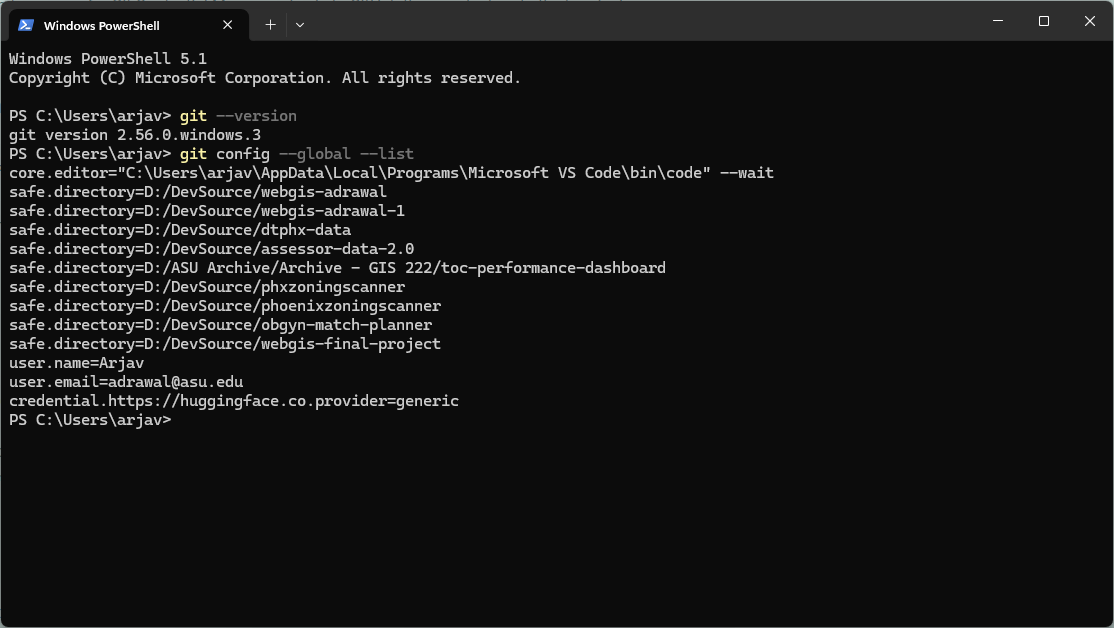 Windows PowerShell
Windows PowerShell 5.1
Copyright (C) Microsoft Corporation. All rights reserved.
PS C:\Users\arjav> git --version
git version 2.56.0.windows.3
PS C:\Users\arjav> git config --global --list
core.editor="C:\Users\arjav\AppData\Local\Programs\Microsoft VS Code\bin\code" --wait
safe.directory=D:/DevSource/webgis-adrawal
safe.directory=D:/DevSource/webgis-adrawal-1
safe.directory=D:/DevSource/dtphx-data
safe.directory=D:/DevSource/assessor-data-2.0
safe.directory=D:/ASU Archive/Archive - GIS 222/toc-performance-dashboard
safe.directory=D:/DevSource/phxzoningscanner
safe.directory=D:/DevSource/phoenixzoningscanner
safe.directory=D:/DevSource/obgyn-match-planner
safe.directory=D:/DevSource/webgis-final-project
user.name=Arjav
user.email=adrawal@asu.edu
credential.https://huggingface.co.provider=generic
PS C:\Users\arjav>